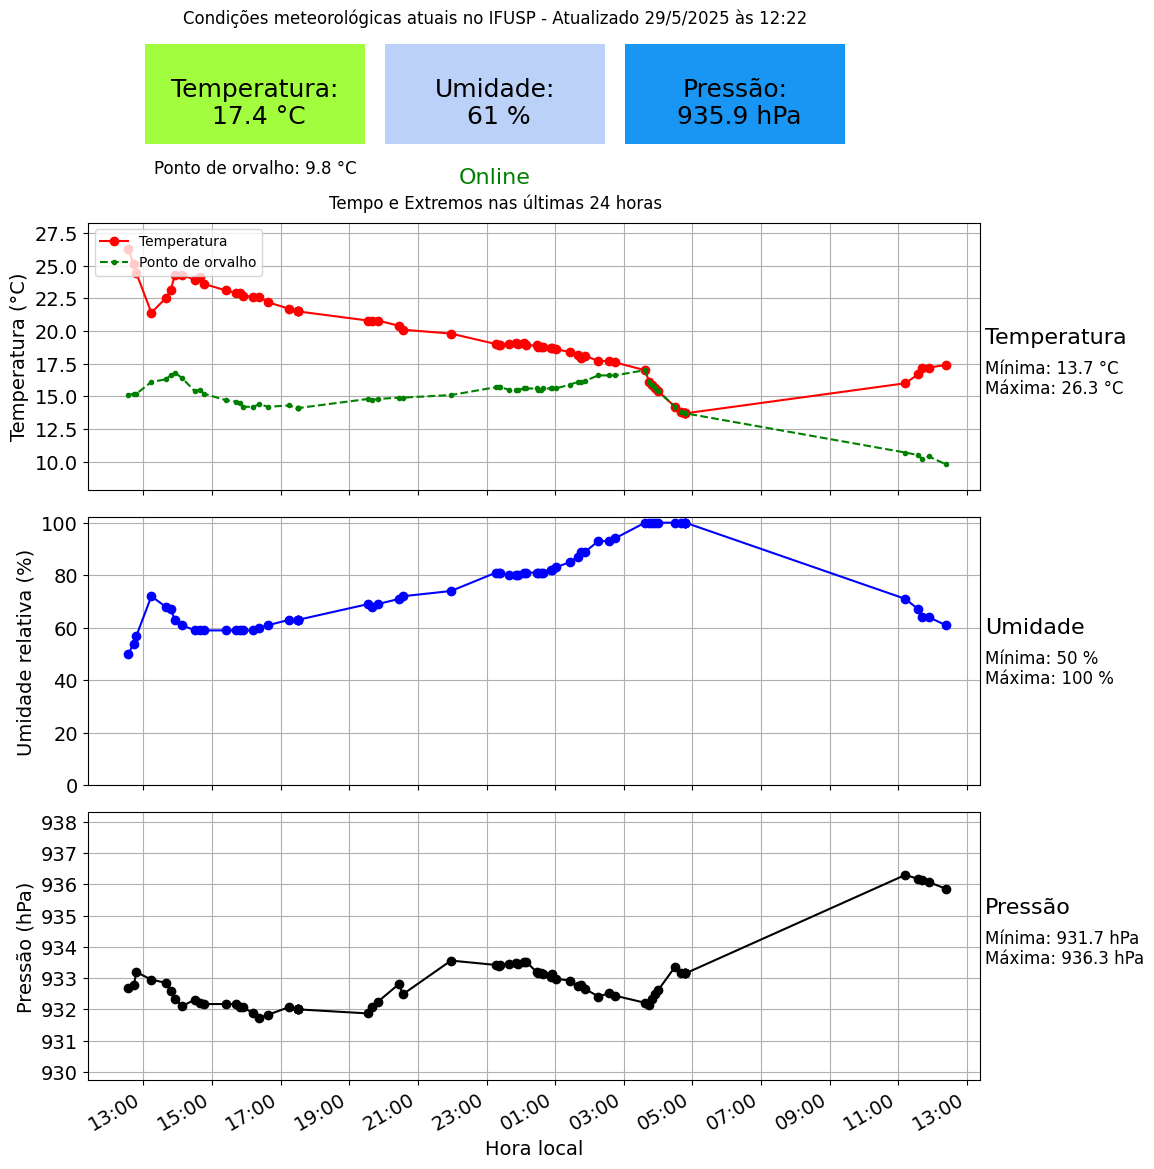 Condições meteorológicas atuais no IFUSP - Atualizado 29/5/2025 às 12:22
Temperatura:
17.4 °C
Umidade:
61 %
Pressão:
935.9 hPa
Ponto de orvalho: 9.8 °C
Online
Tempo e Extremos nas últimas 24 horas
Temperatura
Ponto de orvalho
Temperatura (°C)
27.5
25.0
22.5
20.0
17.5
15.0
12.5
10.0
Temperatura
Mínima: 13.7 °C
Máxima: 26.3 °C
Umidade relativa (%)
100
80
60
40
20
0
Umidade
Mínima: 50 %
Máxima: 100 %
Pressão (hPa)
938
937
936
935
934
933
932
931
930
Pressão
Mínima: 931.7 hPa
Máxima: 936.3 hPa
13:00
15:00
17:00
19:00
21:00
23:00
01:00
03:00
05:00
07:00
09:00
11:00
13:00
Hora local